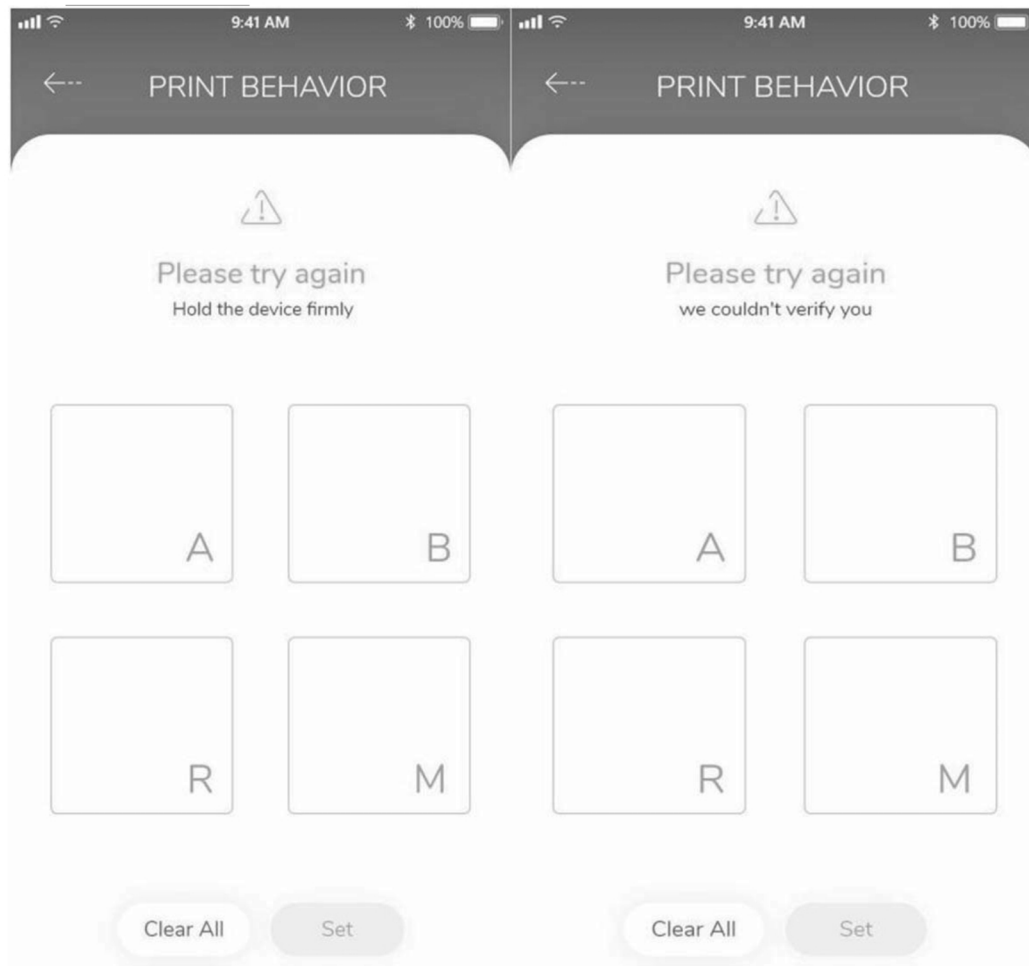 9:41 AM 100%
PRINT BEHAVIOR
Please try again
Hold the device firmly
A B
R M
Clear All Set
9:41 AM 100%
PRINT BEHAVIOR
Please try again
we couldn't verify you
A B
R M
Clear All Set